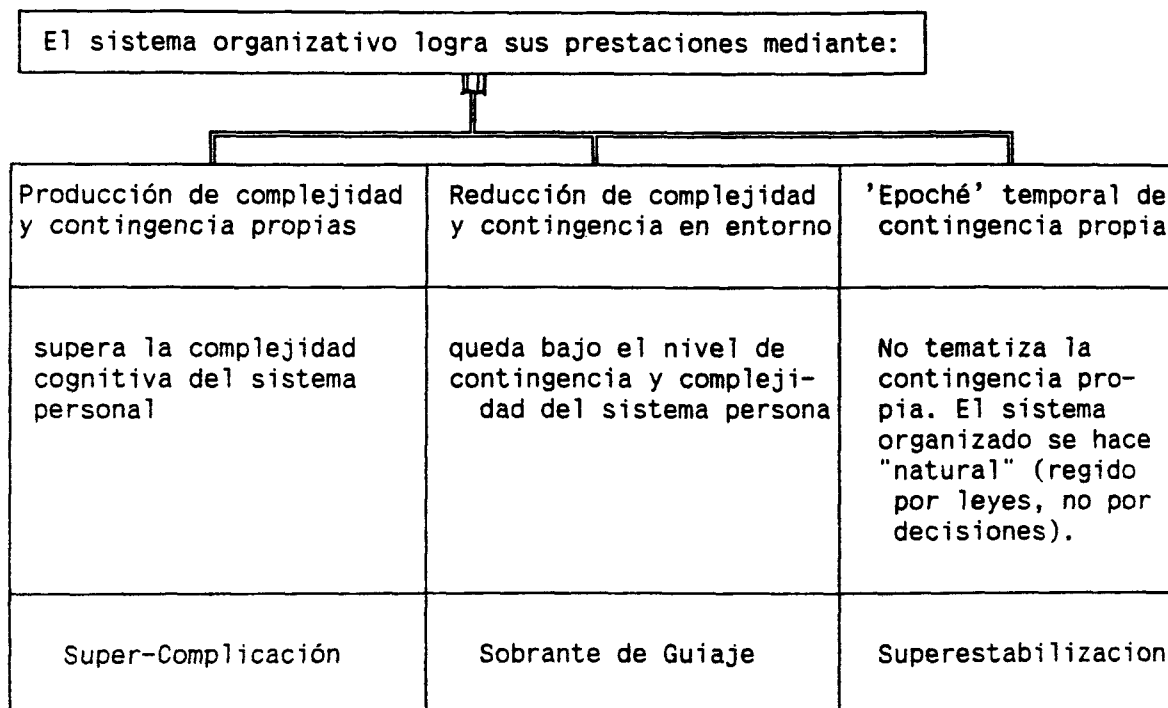 El sistema organizativo logra sus prestaciones mediante:
Producción de complejidad
y contingencia propias
Reducción de complejidad
y contingencia en entorno
'Epoché' temporal de
contingencia propia
supera la complejidad
cognitiva del sistema
personal
queda bajo el nivel de
contingencia y compleji-
dad del sistema persona
No tematiza la
contingencia pro-
pia. El sistema
organizado se hace
"natural" (regido
por leyes, no por
decisiones).
Super-Complicación
Sobrante de Guiaje
Superestabilizacion